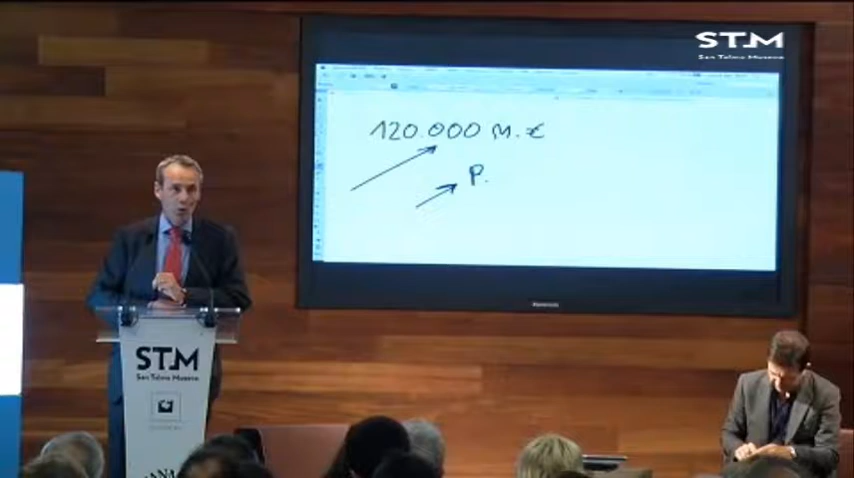 STM
San Telmo Museoa
120.000 M.€
P.
STM
San Telmo Museoa